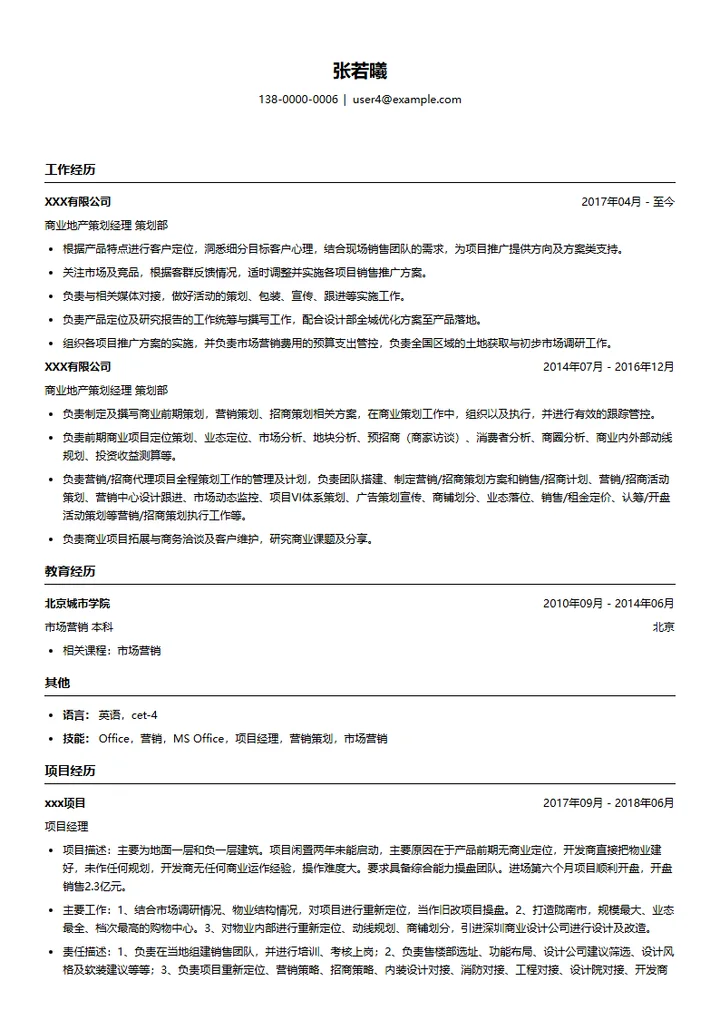 张若曦
138-0000-0006 | user4@example.com
工作经历
XXX有限公司 2017年04月 - 至今
商业地产策划经理 策划部
• 根据产品特点进行客户定位，洞悉细分目标客户心理，结合现场销售团队的需求，为项目推广提供方向及方案类支持。
• 关注市场及竞品，根据客群反馈情况，适时调整并实施各项目销售推广方案。
• 负责与相关媒体对接，做好活动的策划、包装、宣传、跟进等实施工作。
• 负责产品定位及研究报告的工作统筹与撰写工作，配合设计部全城优化方案至产品落地。
• 组织各项目推广方案的实施，并负责市场营销费用的预算支出管控，负责全国区域的土地获取与初步市场调研工作。
XXX有限公司 2014年07月 - 2016年12月
商业地产策划经理 策划部
• 负责制定及撰写商业前期策划，营销策划、招商策划相关方案，在商业策划工作中，组织以及执行，并进行有效的跟踪管控。
• 负责前期商业项目定位策划、业态定位、市场分析、地块分析、预招商（商家访谈）、消费者分析、商圈分析、商业内外部动线
规划、投资收益测算等。
• 负责营销/招商代理项目全程策划工作的管理及计划，负责团队搭建、制定营销/招商策划方案和销售/招商计划、营销/招商活动
策划、营销中心设计跟进、市场动态监控、项目VI体系策划、广告策划宣传、商铺划分、业态落位、销售/租金定价、认筹/开盘
活动策划等营销/招商策划执行工作等。
• 负责商业项目拓展与商务洽谈及客户维护，研究商业课题及分享。
教育经历
北京城市学院 2010年09月 - 2014年06月
市场营销 本科 北京
• 相关课程：市场营销
其他
• 语言： 英语，cet-4
• 技能： Office，营销，MS Office，项目经理，营销策划，市场营销
项目经历
xxx项目 2017年09月 - 2018年06月
项目经理
• 项目描述：主要为地面一层和负一层建筑。项目闲置两年未能启动，主要原因在于产品前期无商业定位，开发商直接把物业建
好，未作任何规划，开发商无任何商业运作经验，操作难度大。要求具备综合能力操盘团队。进场第六个月项目顺利开盘，开盘
销售2.3亿元。
• 主要工作：1、结合市场调研情况、物业结构情况，对项目进行重新定位，当作旧改项目操盘。2、打造陇南市，规模最大、业态
最全、档次最高的购物中心。3、对物业内部进行重新定位、动线规划、商铺划分，引进深圳商业设计公司进行设计及改造。
• 责任描述：1、负责在当地组建销售团队，并进行培训、考核上岗；2、负责售楼部选址、功能布局、设计公司建议筛选、设计风
格及软装建议等等；3、负责项目重新定位、营销策略、招商策略、内装设计对接、消防对接、工程对接、设计院对接、开发商